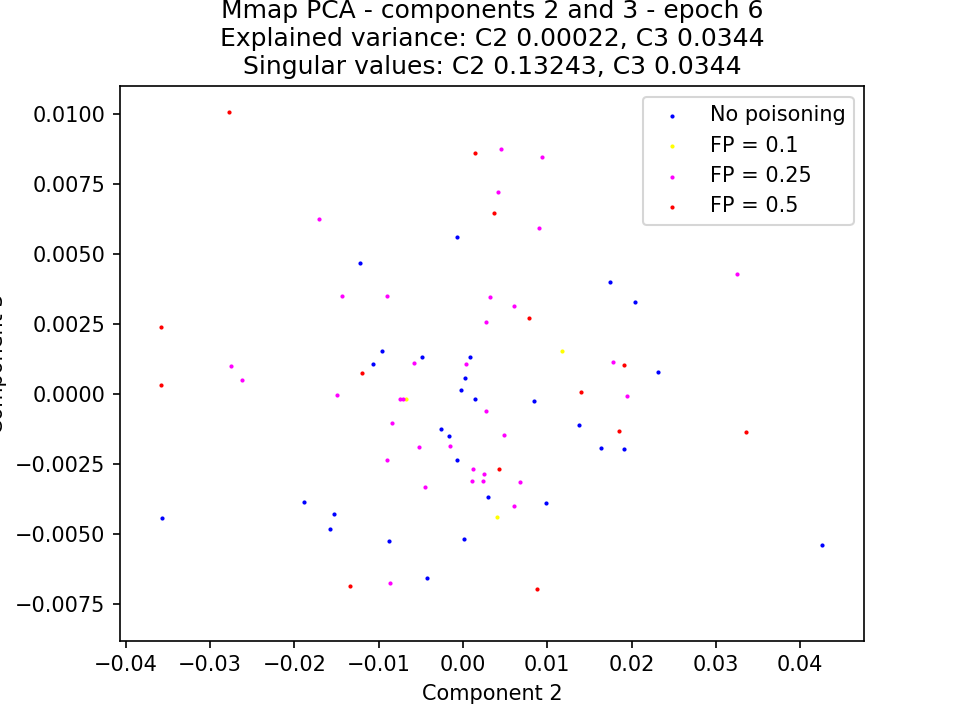 Mmap PCA - components 2 and 3 - epoch 6
Explained variance: C2 0.00022, C3 0.0344
Singular values: C2 0.13243, C3 0.0344
No poisoning
FP = 0.1
FP = 0.25
FP = 0.5
0.0100
0.0075
0.0050
0.0025
0.0000
−0.0025
−0.0050
−0.0075
−0.04
−0.03
−0.02
−0.01
0.00
0.01
0.02
0.03
0.04
Component 2